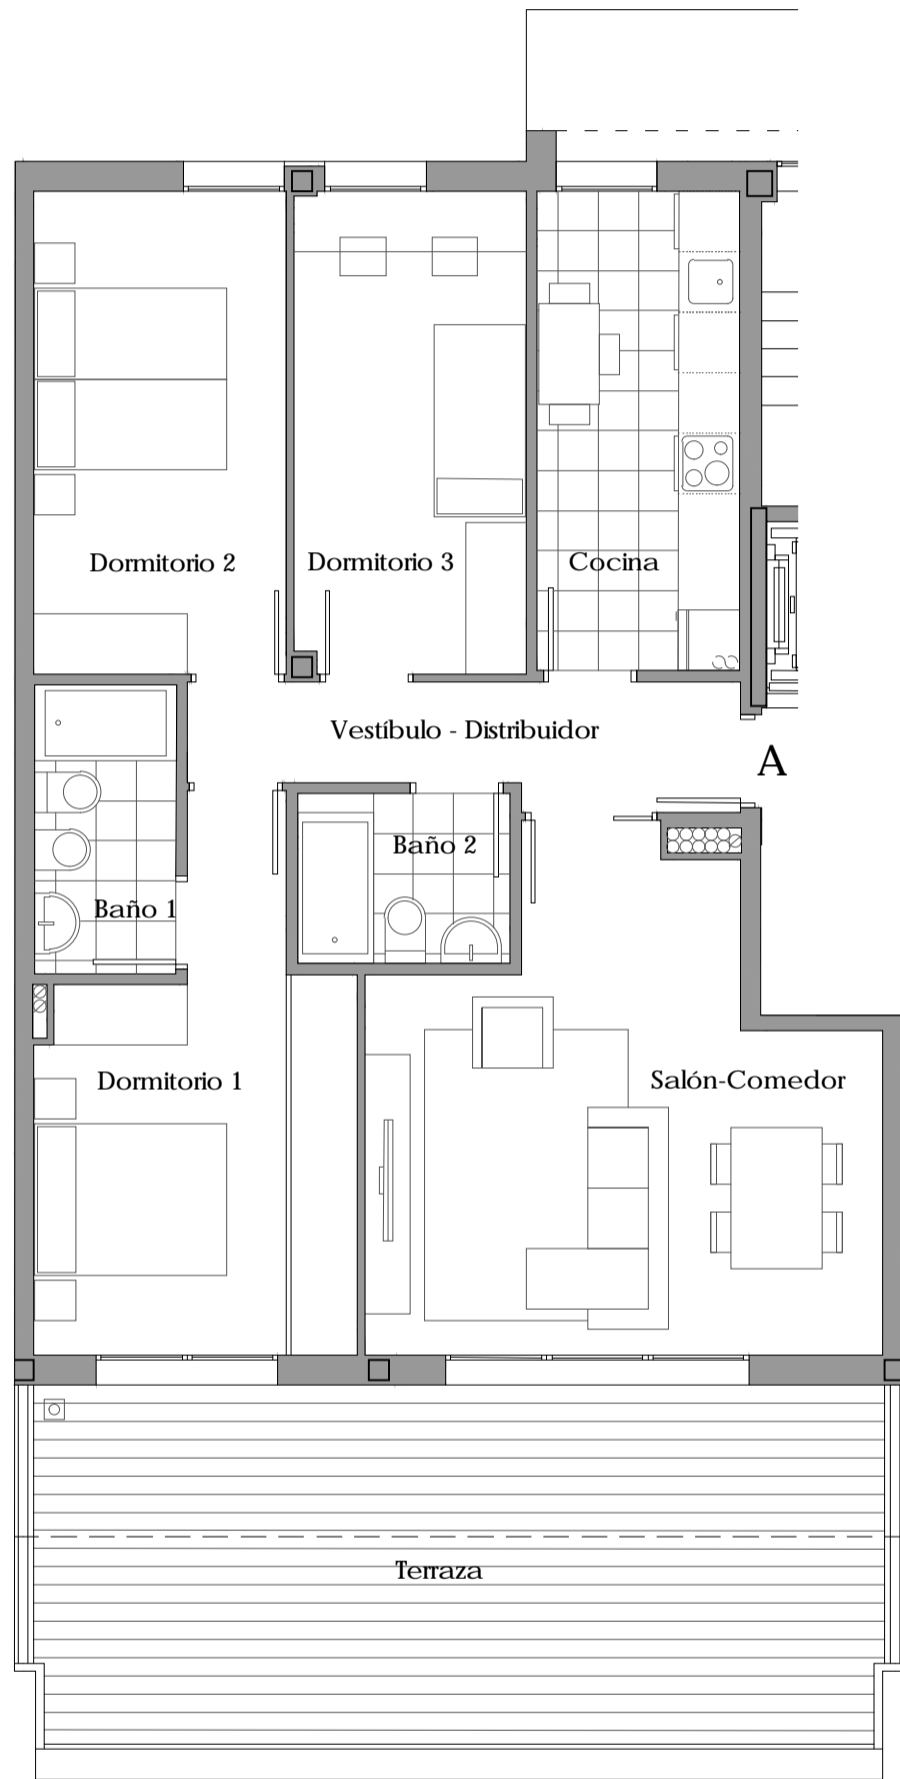 Dormitorio 2
Dormitorio 3
Cocina
Vestíbulo - Distribuidor
A
Baño 2
Baño 1
Dormitorio 1
Salón-Comedor
Terraza